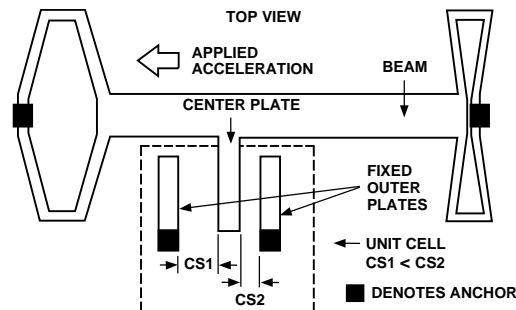 TOP VIEW
APPLIED
ACCELERATION
BEAM
CENTER PLATE
FIXED
OUTER
PLATES
UNIT CELL
CS1 < CS2
CS1
CS2
DENOTES ANCHOR